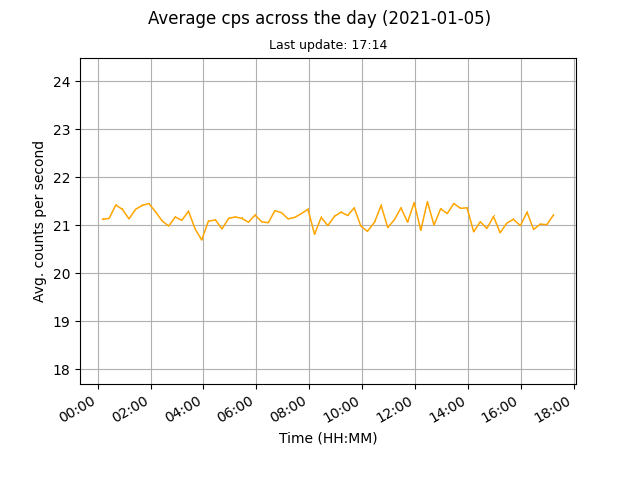 Average cps across the day (2021-01-05)
Last update: 17:14
24
23
22
21
20
19
18
Avg. counts per second
00:00 02:00 04:00 06:00 08:00 10:00 12:00 14:00 16:00 18:00
Time (HH:MM)